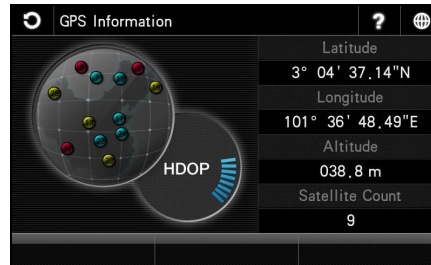 GPS Information
?
Latitude
3° 04' 37.14"N
Longitude
101° 36' 48.49"E
Altitude
038.8 m
HDOP
Satellite Count
9